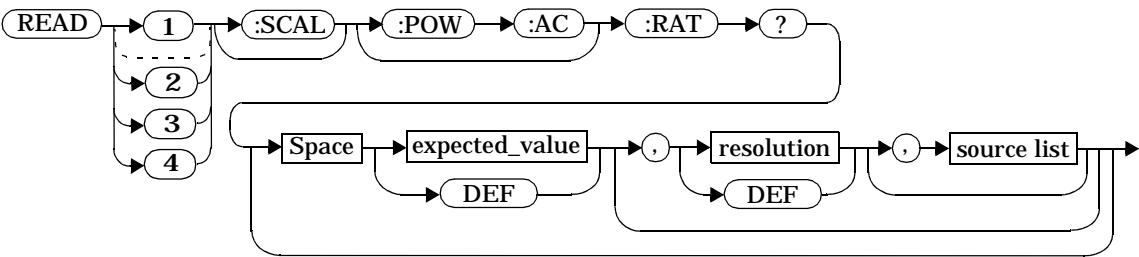 READ 1 :SCAL :POW :AC :RAT ?
2
3
4
Space expected_value , resolution , source list
DEF DEF